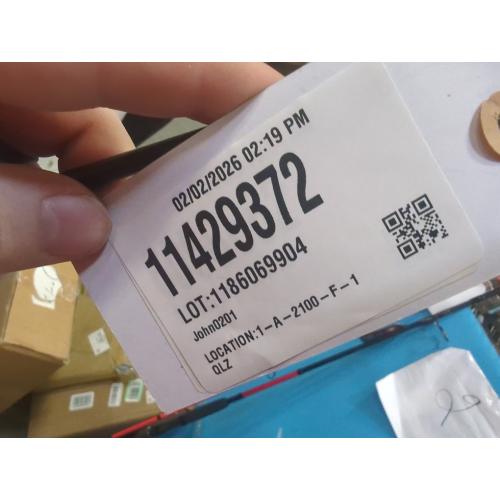 02/02/2026 02:19 PM
11429372
LOT:1186069904
John0201
LOCATION:1-A-2100-F-1
QLZ